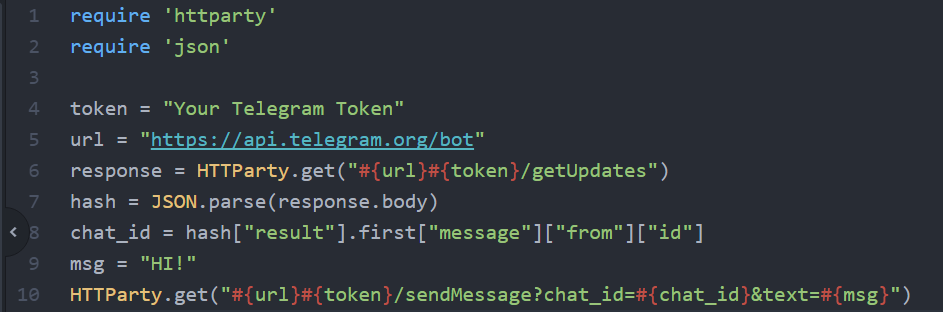 1 require 'httparty'
2 require 'json'
3
4 token = "Your Telegram Token"
5 url = "https://api.telegram.org/bot"
6 response = HTTParty.get("#{url}#{token}/getUpdates")
7 hash = JSON.parse(response.body)
8 chat_id = hash["result"].first["message"]["from"]["id"]
9 msg = "HI!"
10 HTTParty.get("#{url}#{token}/sendMessage?chat_id=#{chat_id}&text=#{msg}")